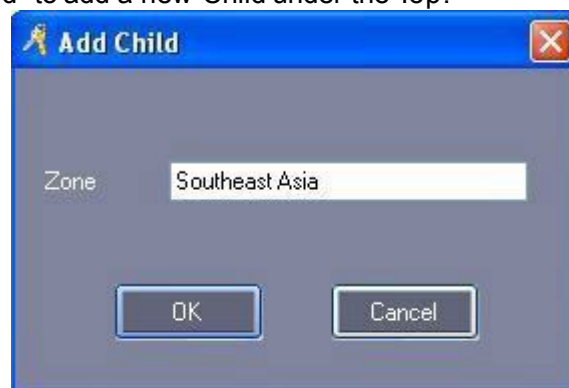 to add a new Child under the Top.
Add Child
Zone Southeast Asia
OK Cancel